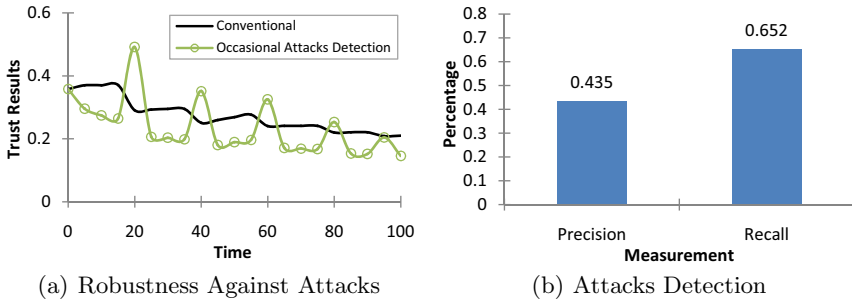 0.6
0.4
0.2
0
Trust Results
Conventional
Occasional Attacks Detection
0 20 40 60 80 100
Time
(a) Robustness Against Attacks
0.8
0.7
0.6
0.5
0.4
0.3
0.2
0.1
0
Percentage
0.435
0.652
Precision Recall
Measurement
(b) Attacks Detection